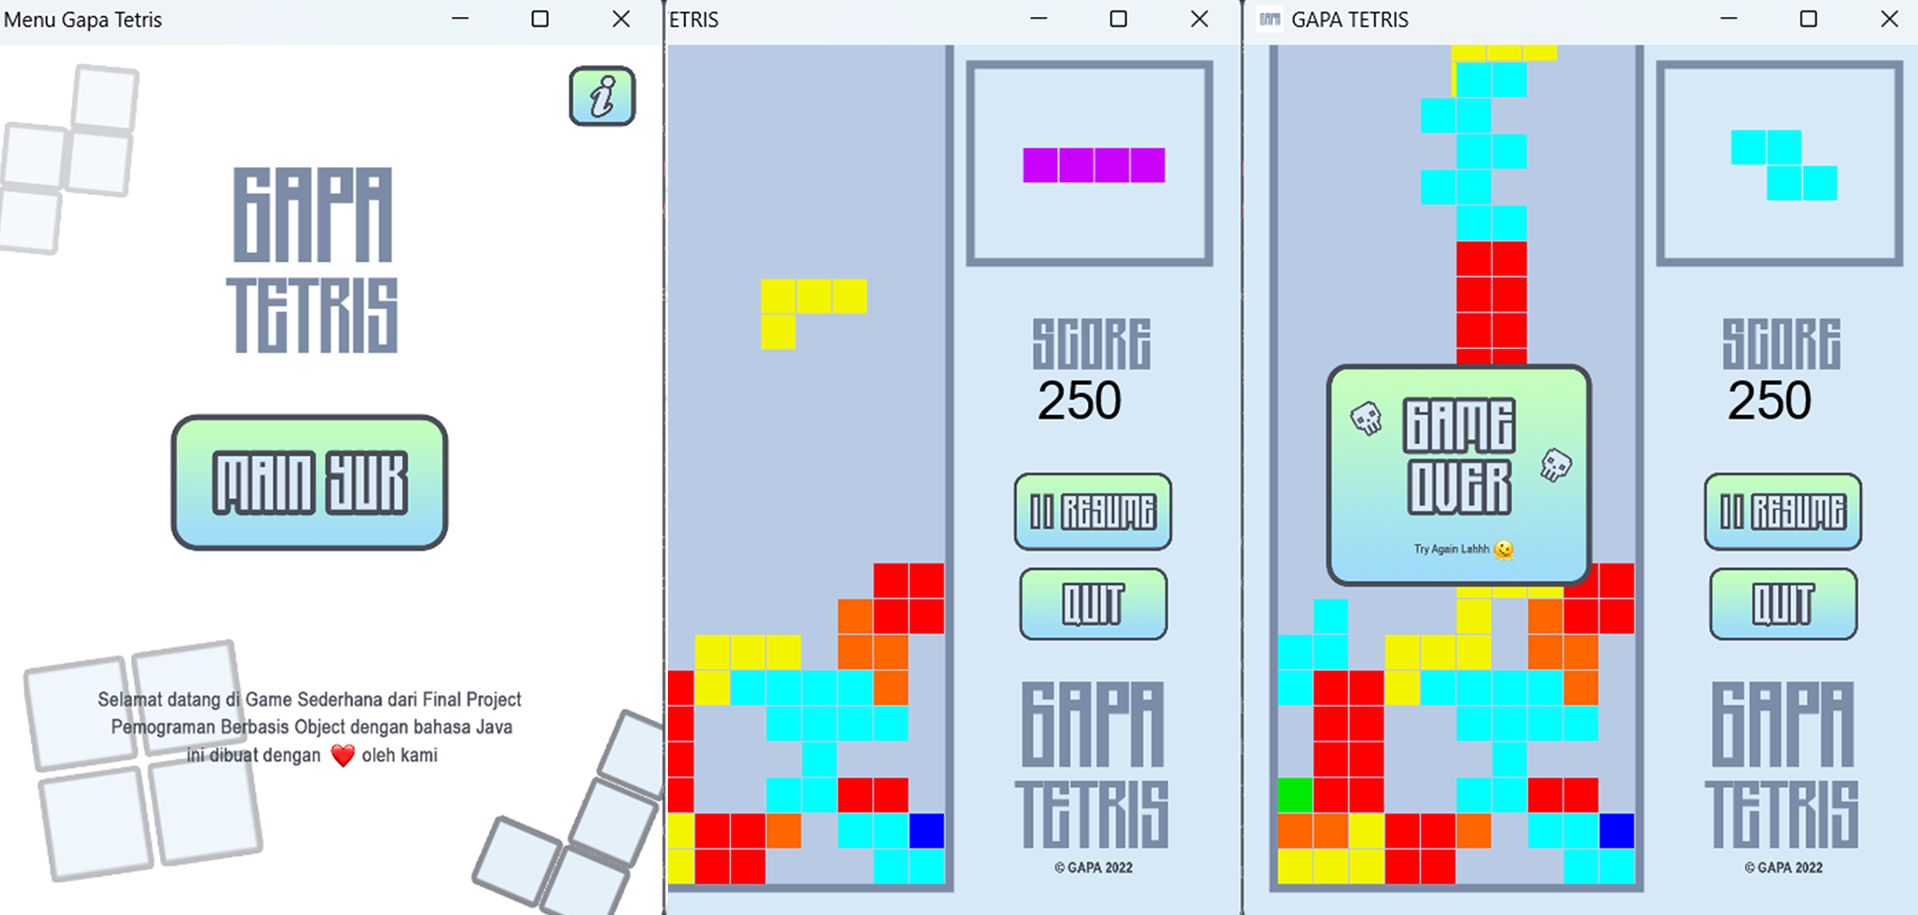 Menu Gapa Tetris
i
GAPA
TETRIS
MAIN YUK
Selamat datang di Game Sederhana dari Final Project
Pemograman Berbasis Object dengan bahasa Java
ini dibuat dengan ❤️ oleh kami
ETRIS
SCORE
250
RESUME
QUIT
GAPA
TETRIS
© GAPA 2022
GAPA TETRIS
GAME
OVER
Try Again Lahhh 🫠
SCORE
250
RESUME
QUIT
GAPA
TETRIS
© GAPA 2022